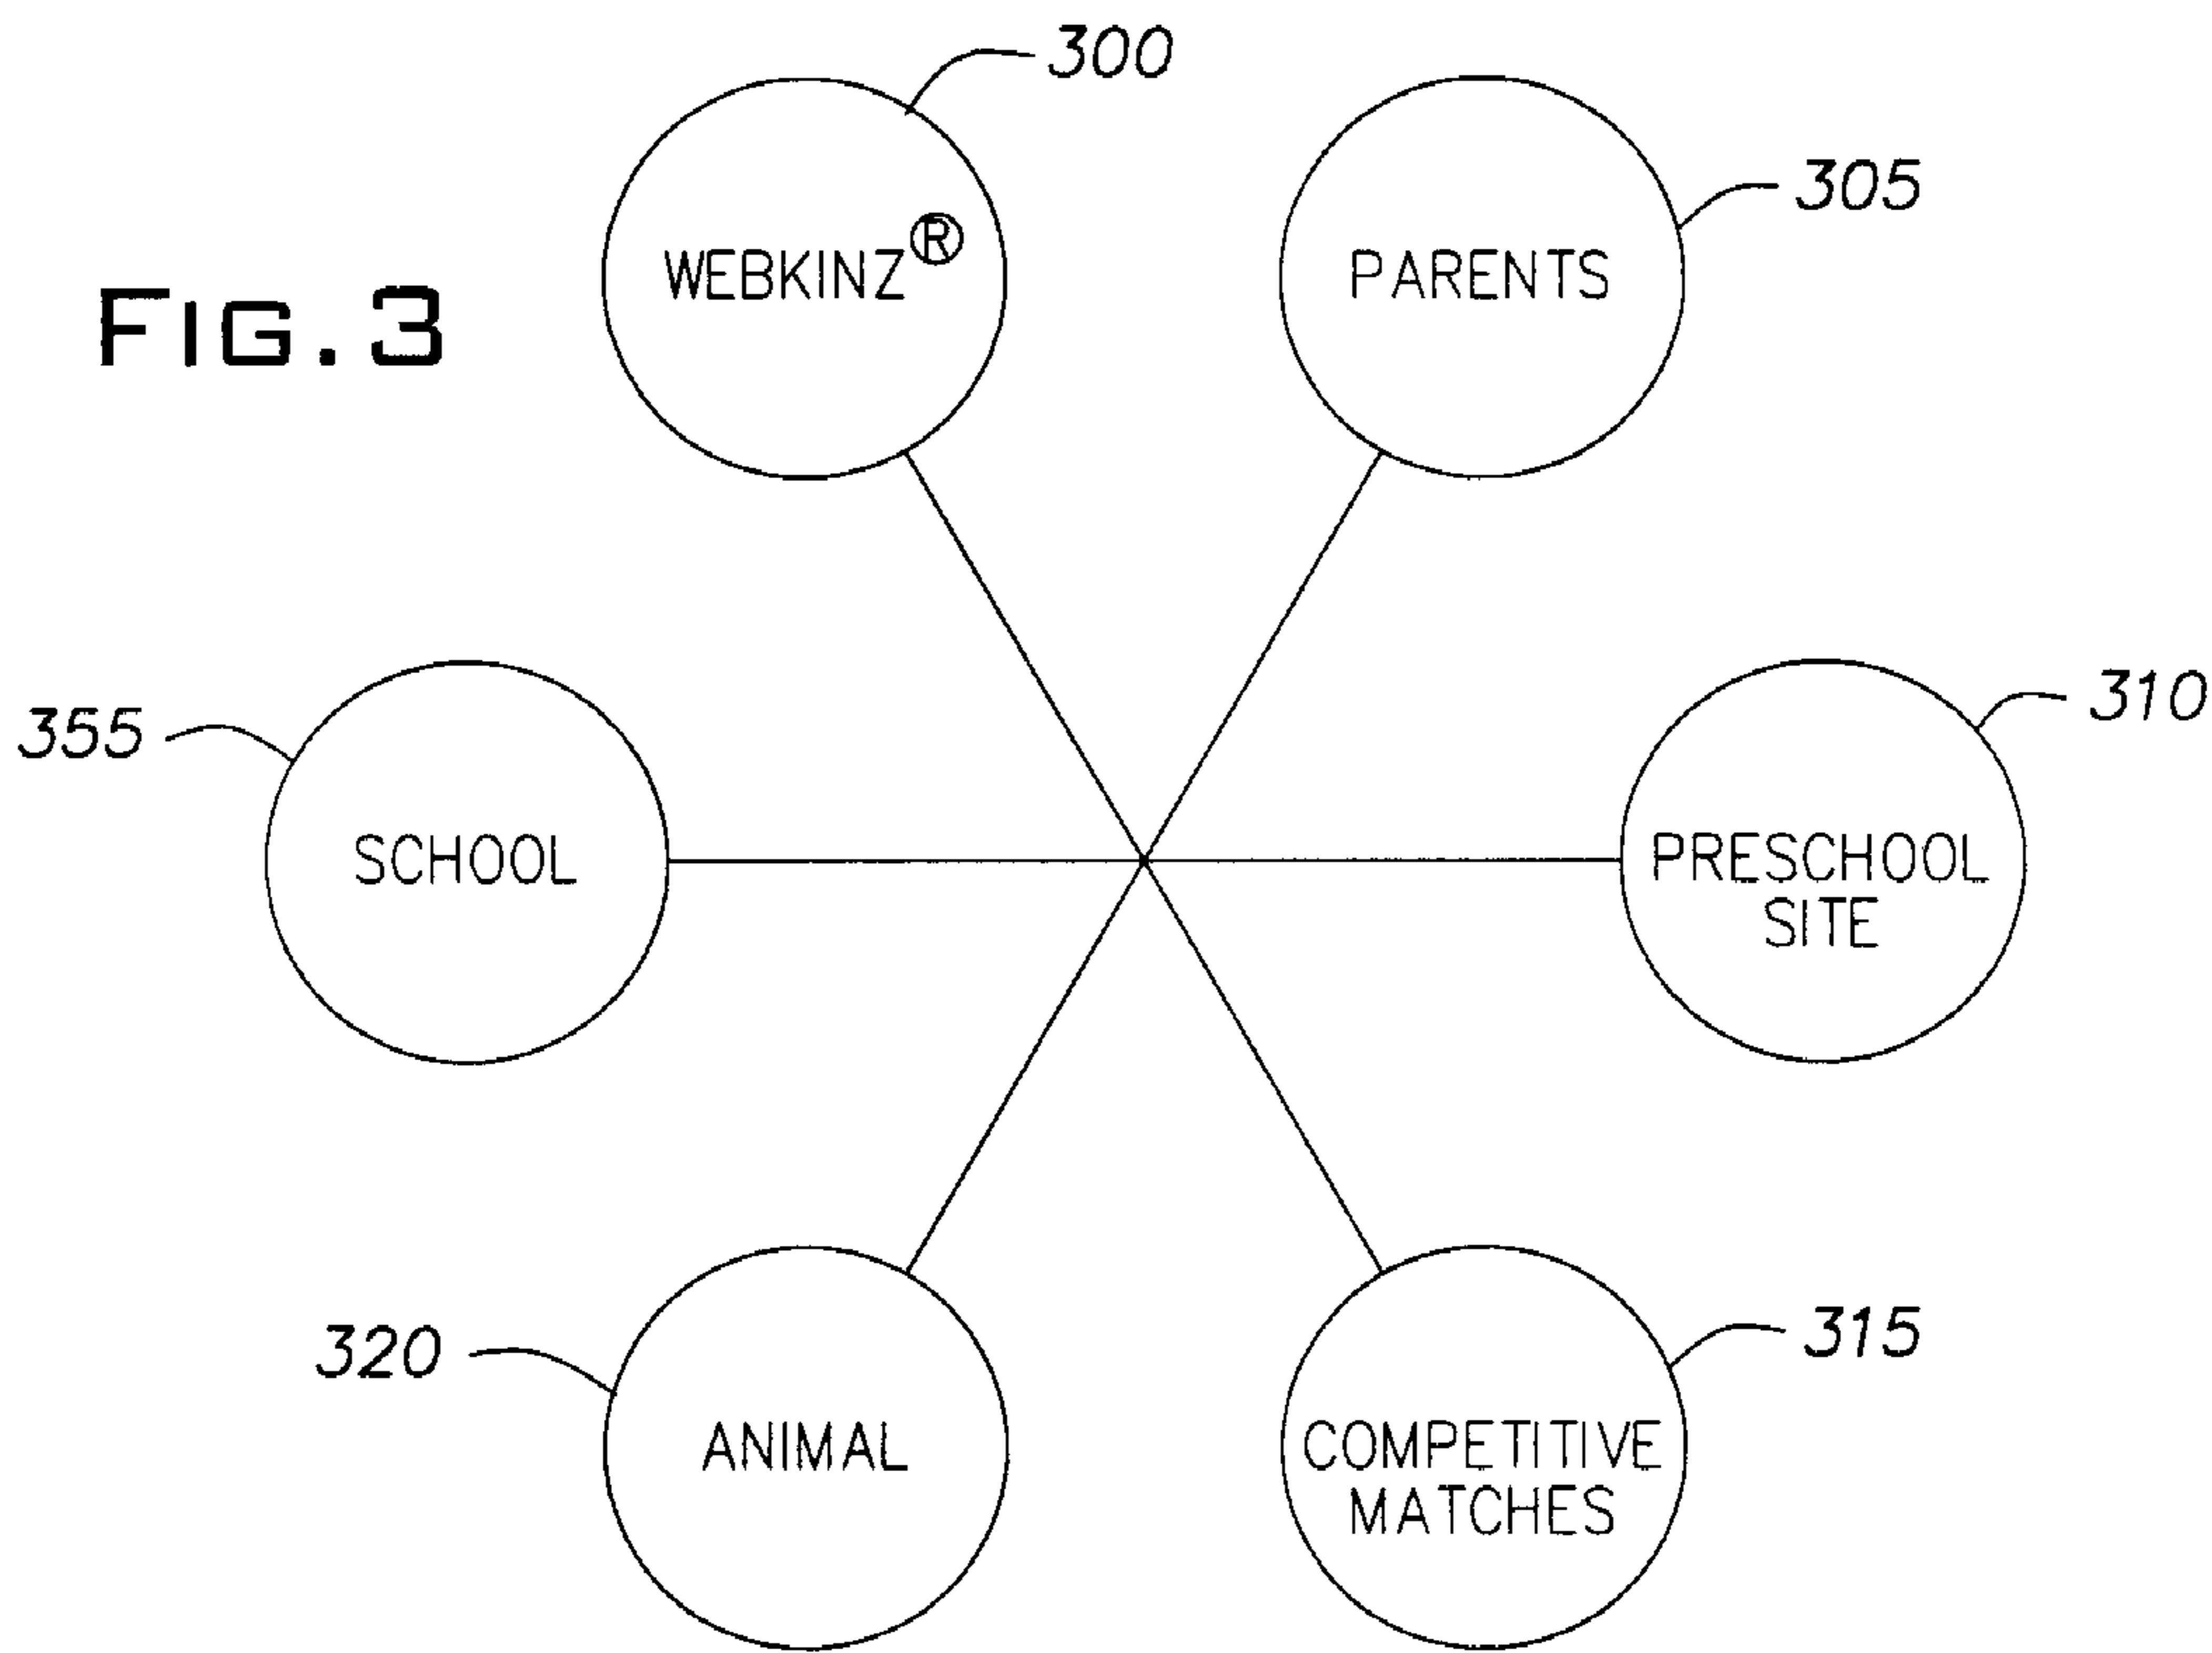 300
WEBKINZ®
PARENTS
305
FIG. 3
355
SCHOOL
310
PRESCHOOL
SITE
320
ANIMAL
315
COMPETITIVE
MATCHES